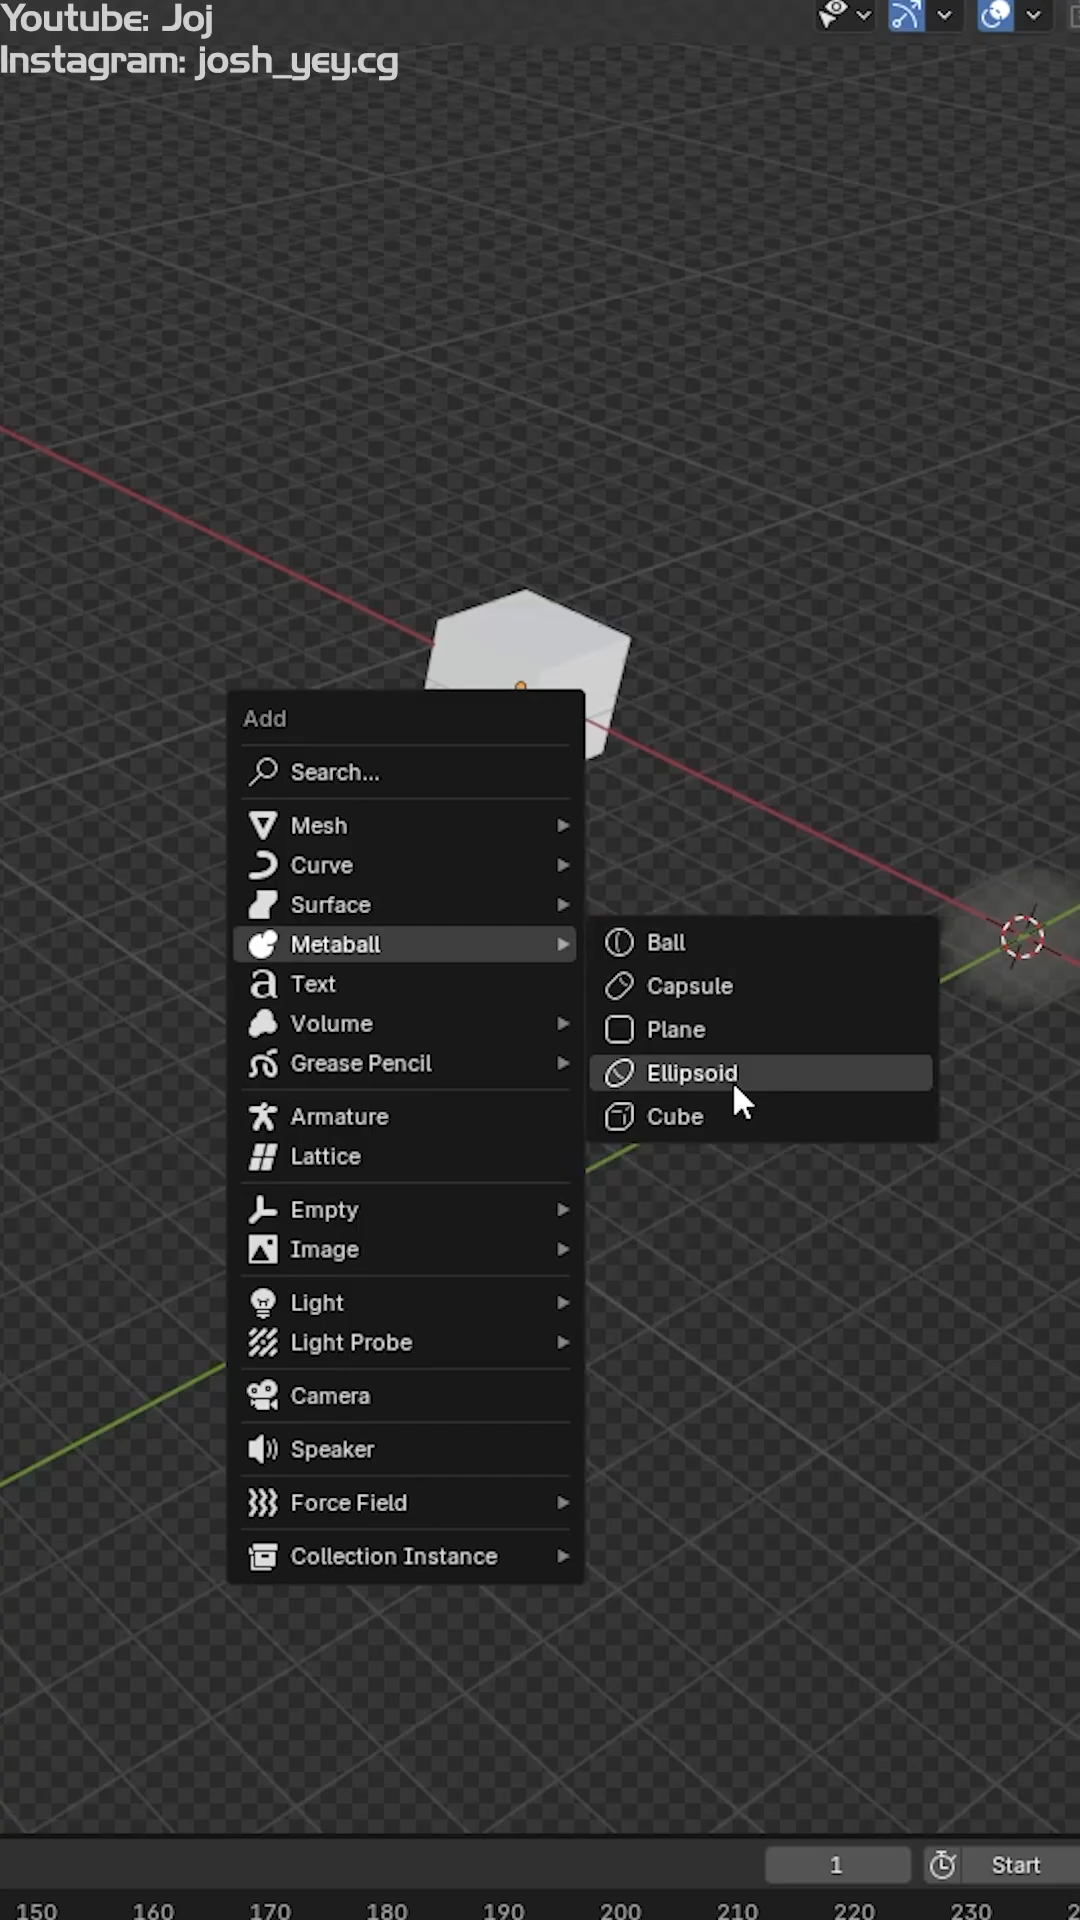 Youtube: Joj
Instagram: josh_yey.cg
Add
Search...
Mesh
Curve
Surface
Metaball
Text
Volume
Grease Pencil
Armature
Lattice
Empty
Image
Light
Light Probe
Camera
Speaker
Force Field
Collection Instance
Ball
Capsule
Plane
Ellipsoid
Cube
1
Start
150 160 170 180 190 200 210 220 230